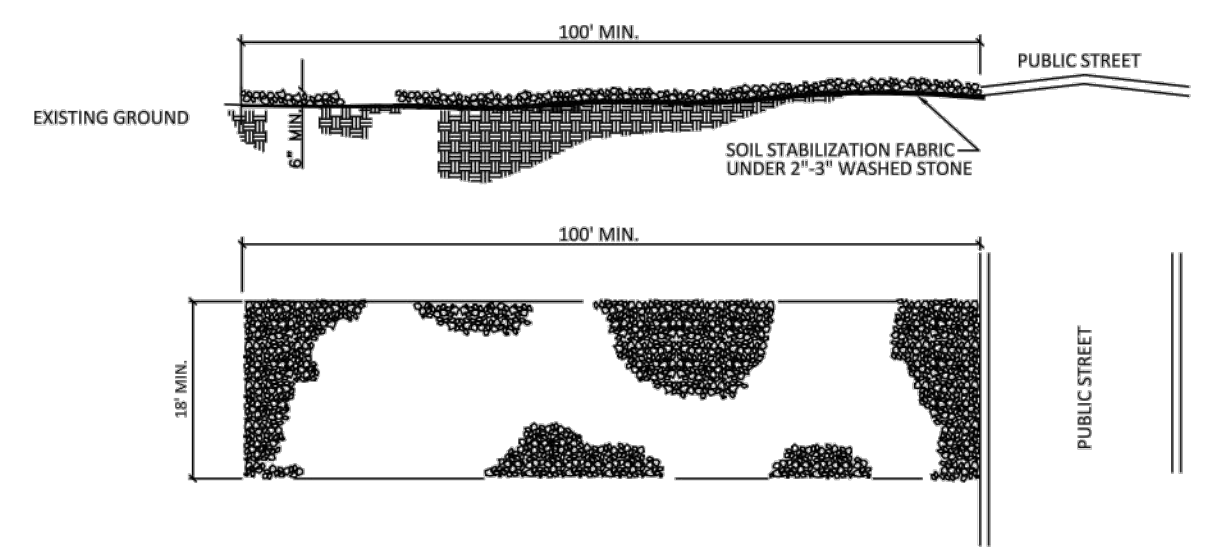 100' MIN.
PUBLIC STREET
EXISTING GROUND
6" MIN.
SOIL STABILIZATION FABRIC
UNDER 2"-3" WASHED STONE
100' MIN.
18' MIN.
PUBLIC STREET